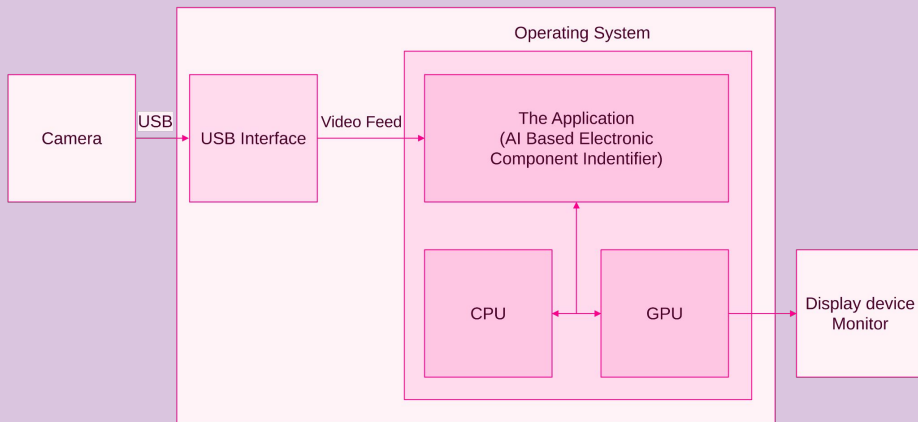 Operating System
Camera
USB
USB Interface
Video Feed
The Application
(AI Based Electronic
Component Indentifier)
CPU
GPU
Display device
Monitor